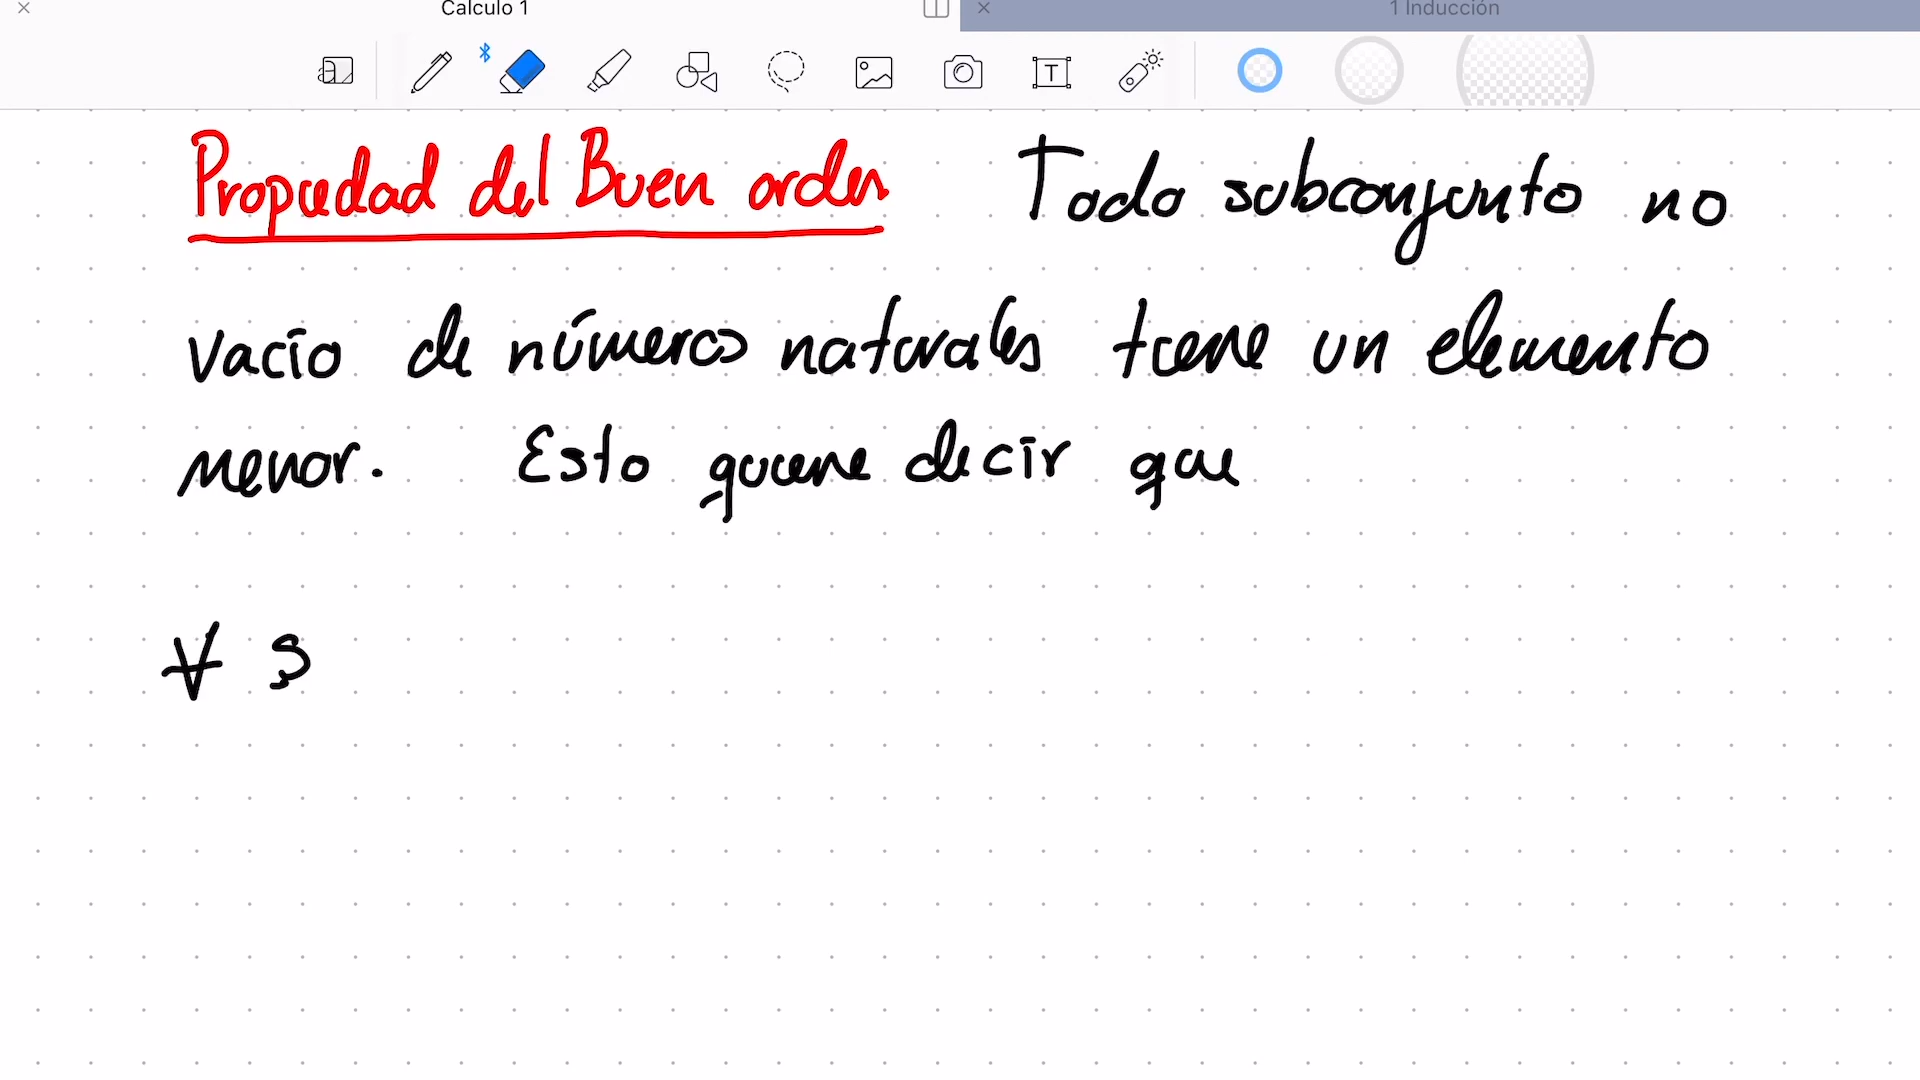 Calculo 1
1 Inducción
Propiedad del Buen orden Todo subconjunto no
vacío de números naturales tiene un elemento
menor. Esto quiere decir que
∀ S